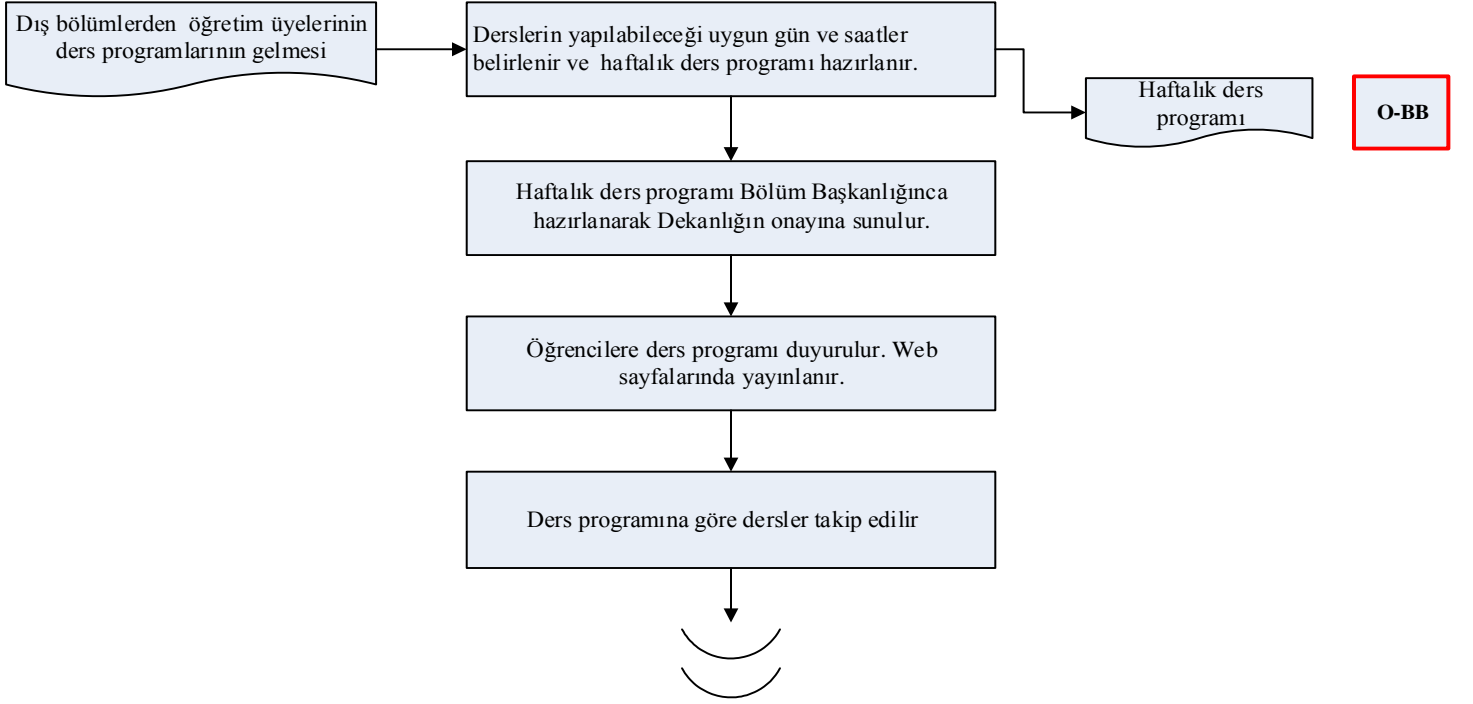 Dış bölümlerden öğretim üyelerinin
ders programlarının gelmesi
Derslerin yapılabileceği uygun gün ve saatler
belirlenir ve haftalık ders programı hazırlanır.
Haftalık ders
programı
O-BB
Haftalık ders programı Bölüm Başkanlığınca
hazırlanarak Dekanlığın onayına sunulur.
Öğrencilere ders programı duyurulur. Web
sayfalarında yayınlanır.
Ders programına göre dersler takip edilir